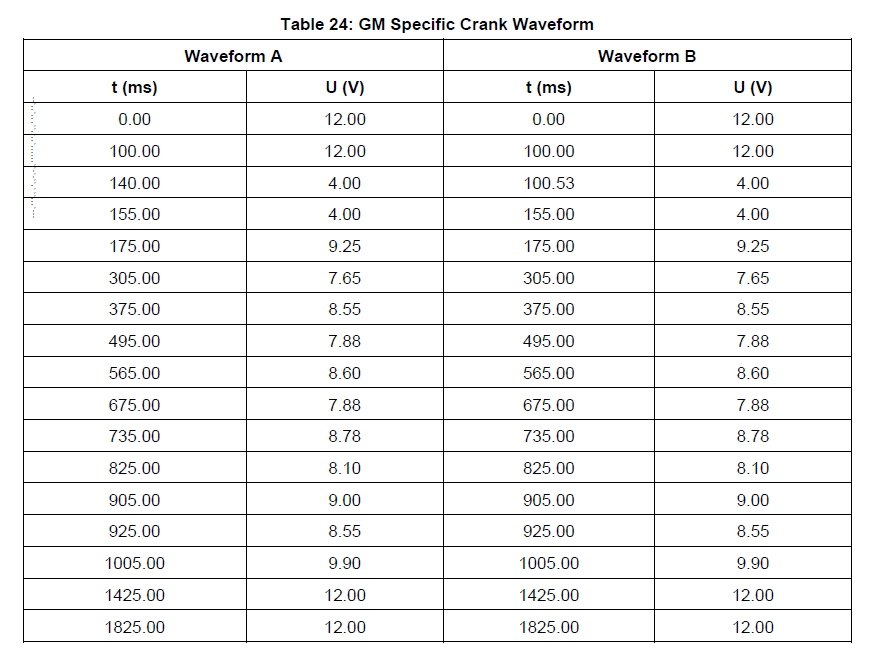 Table 24: GM Specific Crank Waveform
Waveform A Waveform B
t (ms) U (V) t (ms) U (V)
0.00 12.00 0.00 12.00
100.00 12.00 100.00 12.00
140.00 4.00 100.53 4.00
155.00 4.00 155.00 4.00
175.00 9.25 175.00 9.25
305.00 7.65 305.00 7.65
375.00 8.55 375.00 8.55
495.00 7.88 495.00 7.88
565.00 8.60 565.00 8.60
675.00 7.88 675.00 7.88
735.00 8.78 735.00 8.78
825.00 8.10 825.00 8.10
905.00 9.00 905.00 9.00
925.00 8.55 925.00 8.55
1005.00 9.90 1005.00 9.90
1425.00 12.00 1425.00 12.00
1825.00 12.00 1825.00 12.00